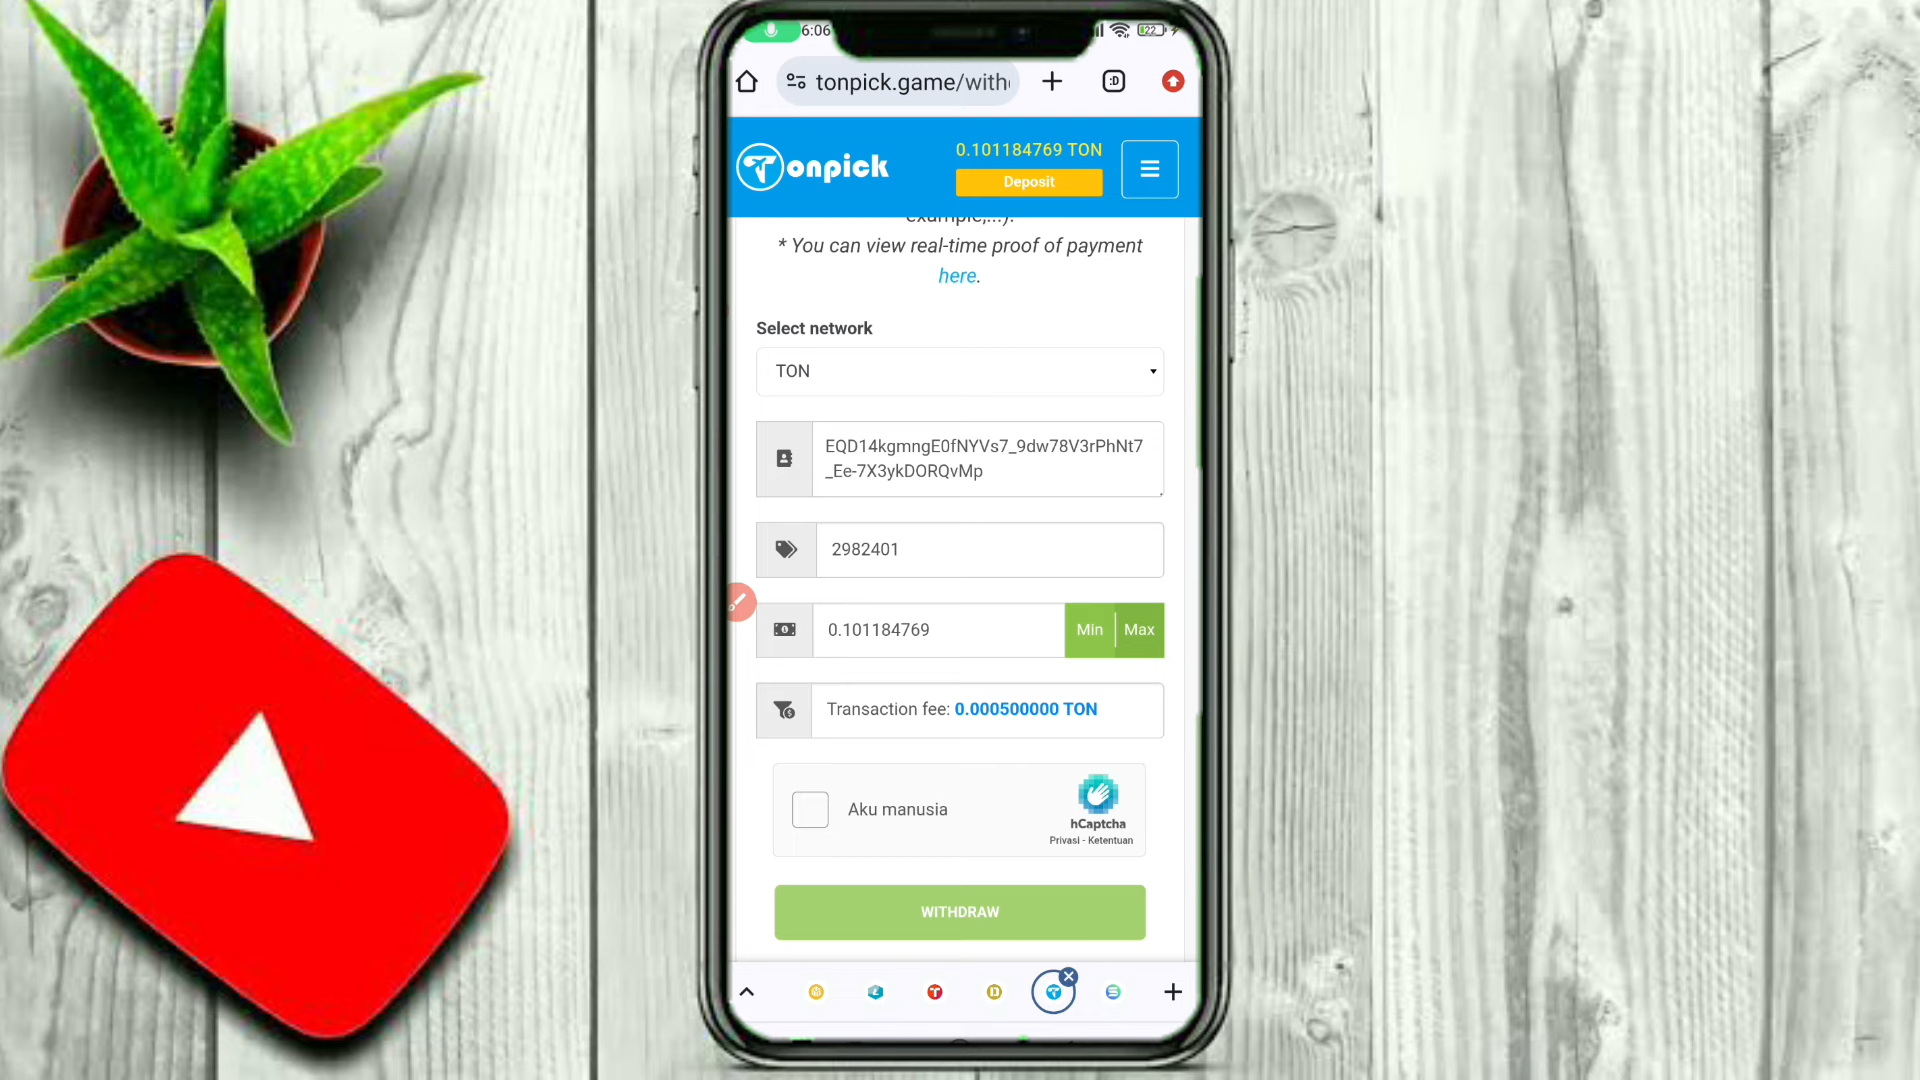 6:06
22
tonpick.game/with
:D
onpick
0.101184769 TON
Deposit
example,...).
* You can view real-time proof of payment
here.
Select network
TON
EQD14kgmngE0fNYVs7_9dw78V3rPhNt7
_Ee-7X3ykDORQvMp
2982401
0.101184769
Min
Max
Transaction fee: 0.000500000 TON
Aku manusia
hCaptcha
Privasi - Ketentuan
WITHDRAW